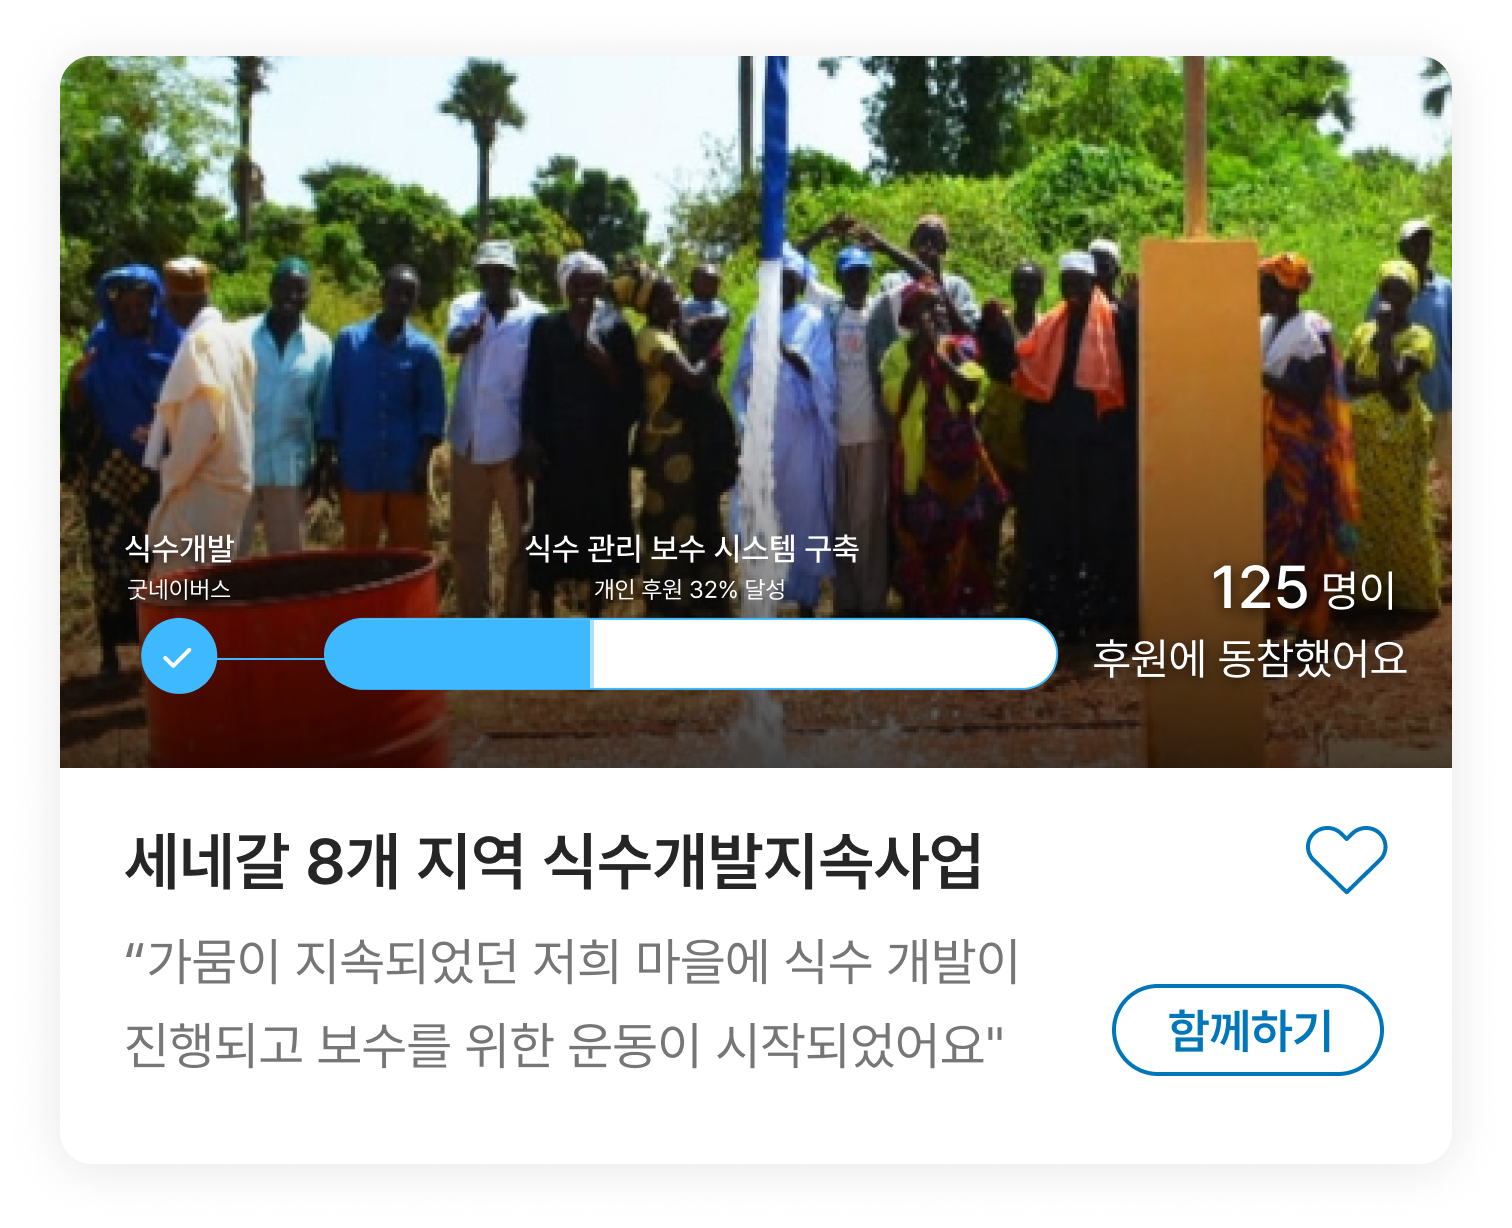 식수개발
굿네이버스
식수 관리 보수 시스템 구축
개인 후원 32% 달성
125 명이
후원에 동참했어요
세네갈 8개 지역 식수개발지속사업
“가뭄이 지속되었던 저희 마을에 식수 개발이
진행되고 보수를 위한 운동이 시작되었어요"
함께하기